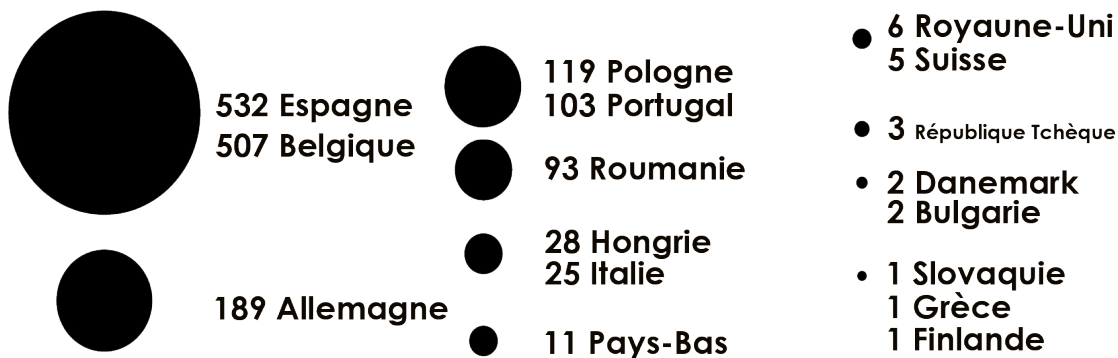 532 Espagne
507 Belgique
189 Allemagne
119 Pologne
103 Portugal
93 Roumanie
28 Hongrie
25 Italie
11 Pays-Bas
6 Royaune-Uni
5 Suisse
3 République Tchèque
2 Danemark
2 Bulgarie
1 Slovaquie
1 Grèce
1 Finlande